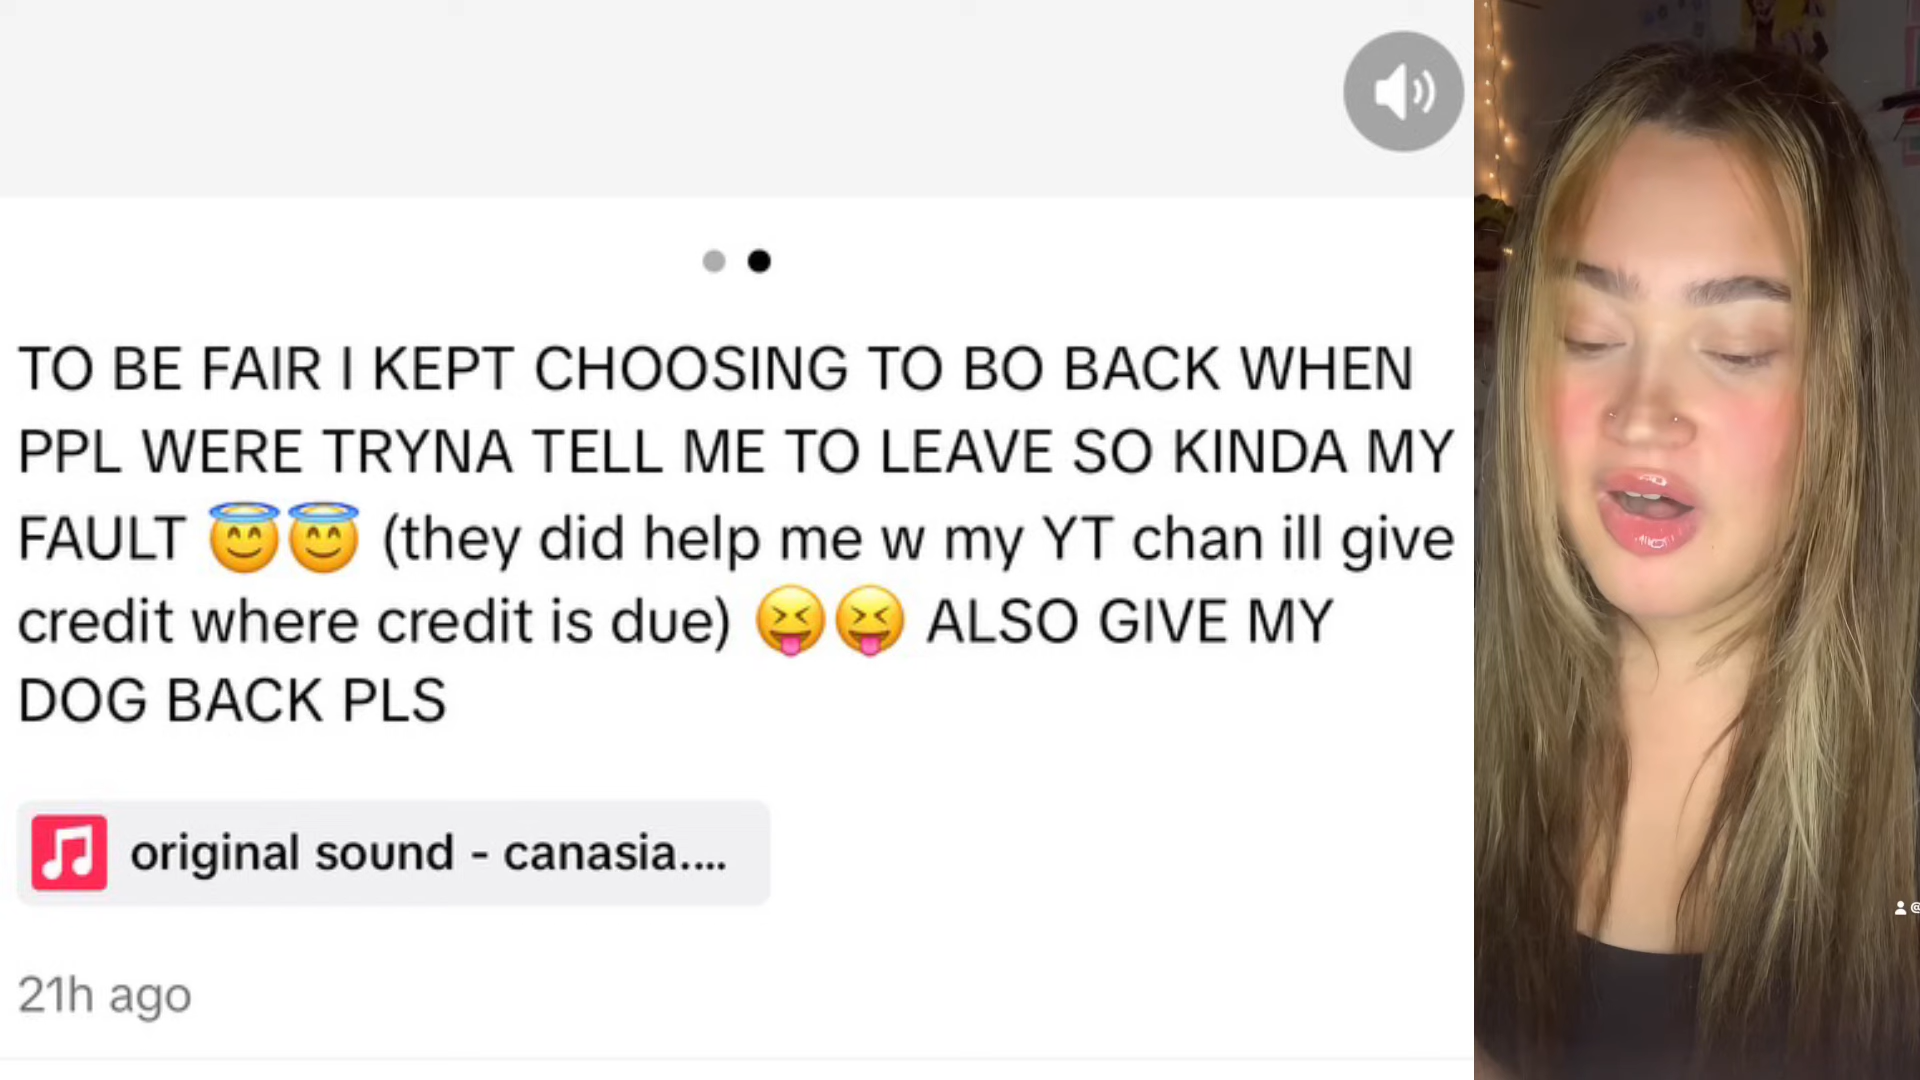 TO BE FAIR I KEPT CHOOSING TO BO BACK WHEN
PPL WERE TRYNA TELL ME TO LEAVE SO KINDA MY
FAULT 😇😇 (they did help me w my YT chan ill give
credit where credit is due) 😝😝 ALSO GIVE MY
DOG BACK PLS
original sound - canasia....
21h ago
@